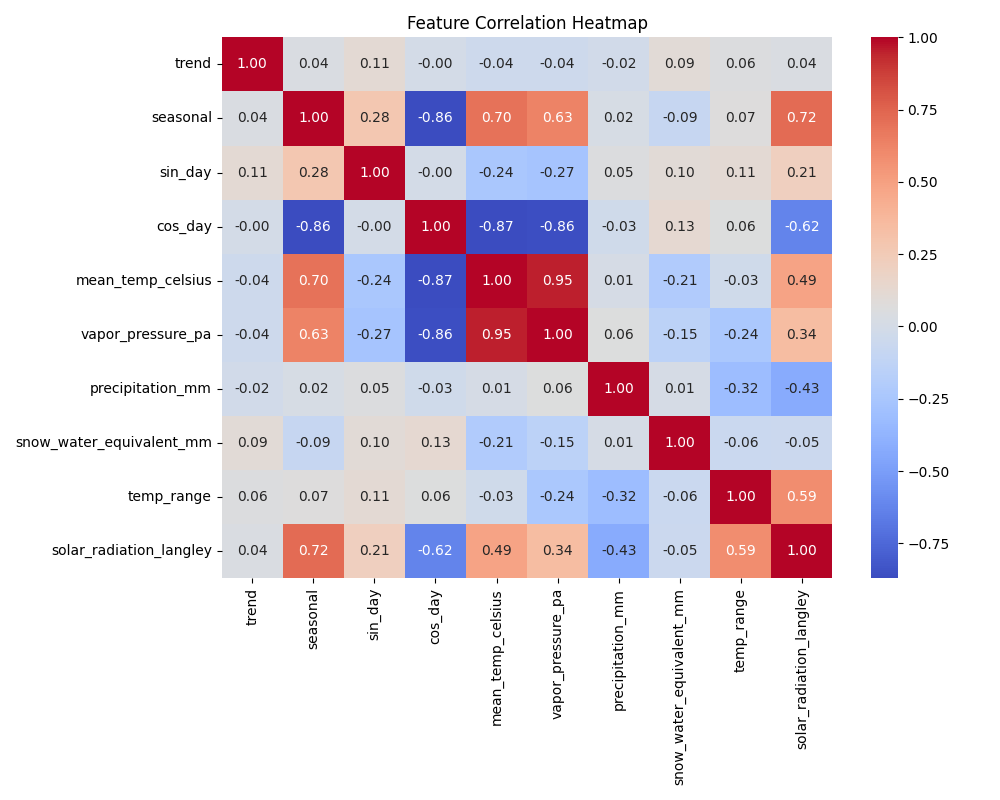 Feature Correlation Heatmap
trend 1.00 0.04 0.11 -0.00 -0.04 -0.04 -0.02 0.09 0.06 0.04
seasonal 0.04 1.00 0.28 -0.86 0.70 0.63 0.02 -0.09 0.07 0.72
sin_day 0.11 0.28 1.00 -0.00 -0.24 -0.27 0.05 0.10 0.11 0.21
cos_day -0.00 -0.86 -0.00 1.00 -0.87 -0.86 -0.03 0.13 0.06 -0.62
mean_temp_celsius -0.04 0.70 -0.24 -0.87 1.00 0.95 0.01 -0.21 -0.03 0.49
vapor_pressure_pa -0.04 0.63 -0.27 -0.86 0.95 1.00 0.06 -0.15 -0.24 0.34
precipitation_mm -0.02 0.02 0.05 -0.03 0.01 0.06 1.00 0.01 -0.32 -0.43
snow_water_equivalent_mm 0.09 -0.09 0.10 0.13 -0.21 -0.15 0.01 1.00 -0.06 -0.05
temp_range 0.06 0.07 0.11 0.06 -0.03 -0.24 -0.32 -0.06 1.00 0.59
solar_radiation_langley 0.04 0.72 0.21 -0.62 0.49 0.34 -0.43 -0.05 0.59 1.00
trend
seasonal
sin_day
cos_day
mean_temp_celsius
vapor_pressure_pa
precipitation_mm
snow_water_equivalent_mm
temp_range
solar_radiation_langley
1.00
0.75
0.50
0.25
0.00
−0.25
−0.50
−0.75